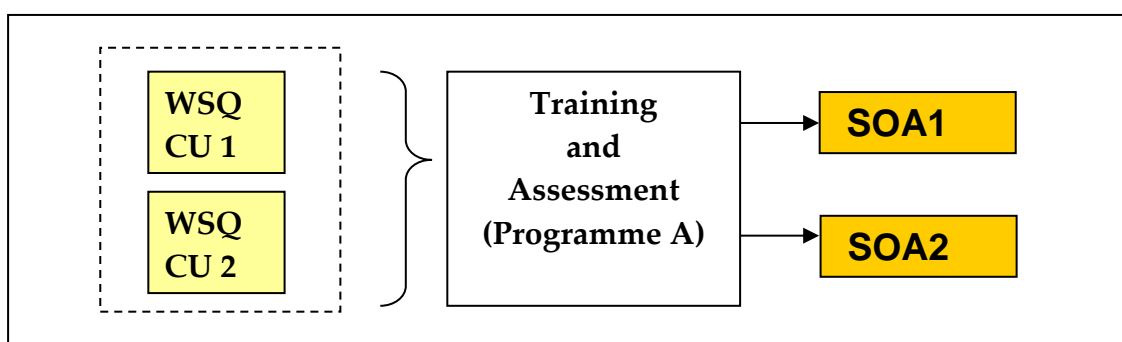 WSQ
CU 1
WSQ
CU 2
Training
and
Assessment
(Programme A)
SOA1
SOA2